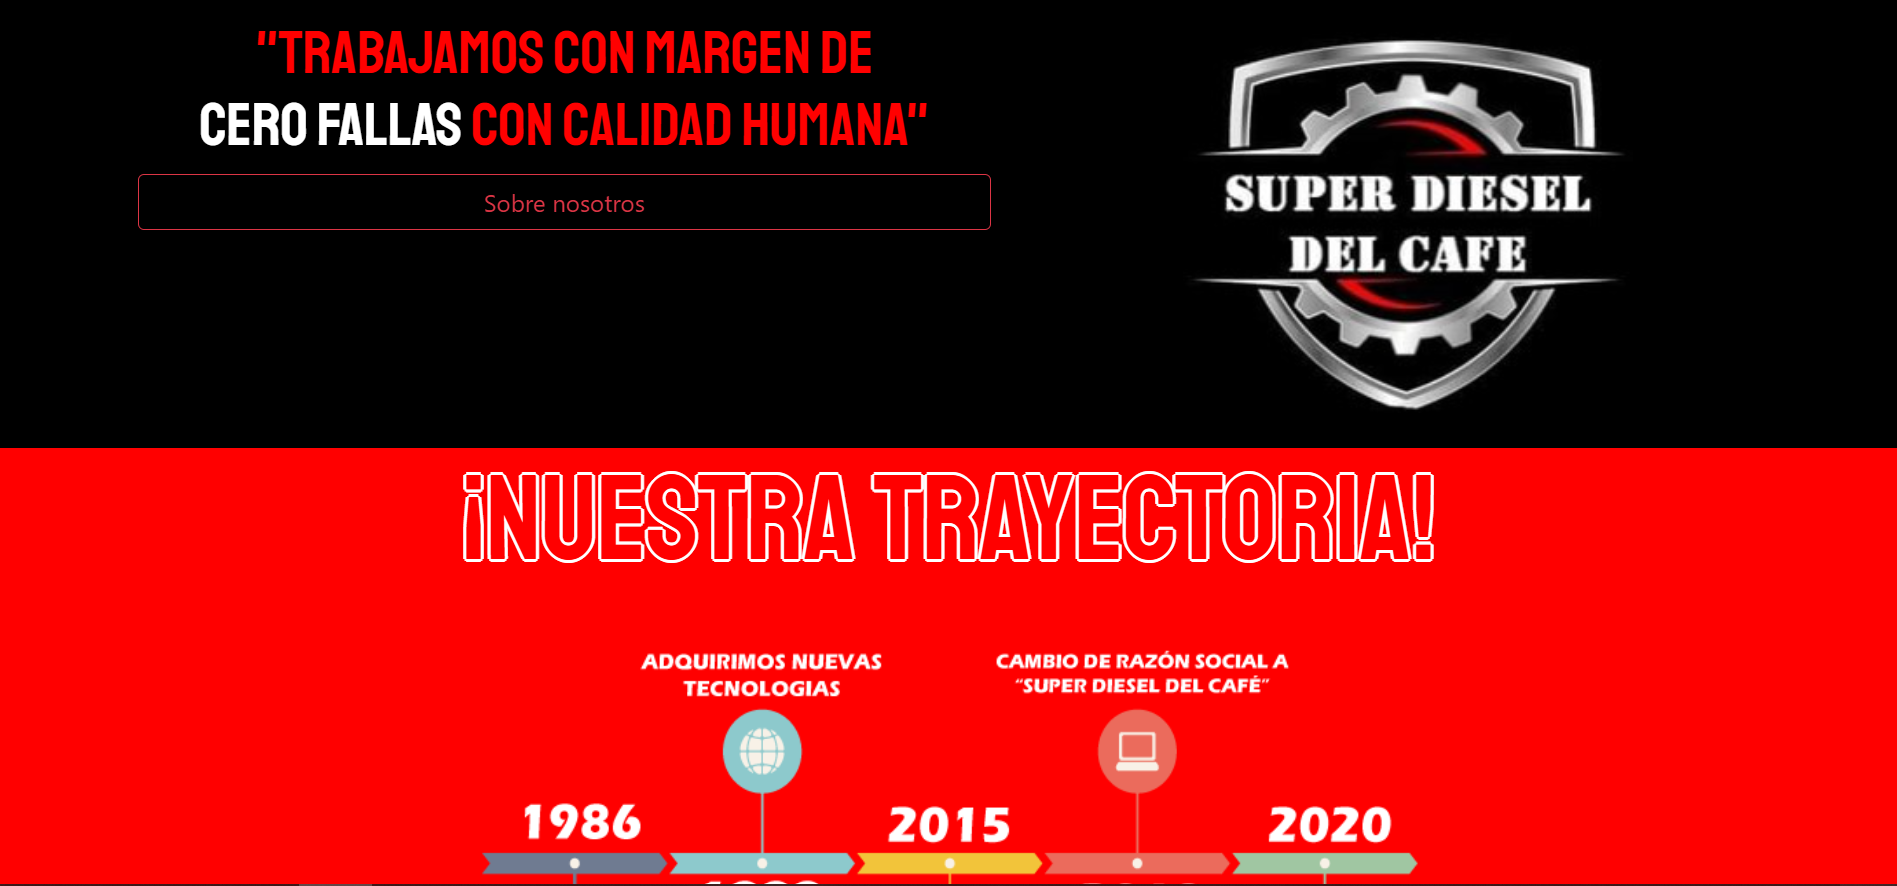 "TRABAJAMOS CON MARGEN DE
CERO FALLAS CON CALIDAD HUMANA"
Sobre nosotros
SUPER DIESEL
DEL CAFE
¡NUESTRA TRAYECTORIA!
ADQUIRIMOS NUEVAS
TECNOLOGIAS
CAMBIO DE RAZÓN SOCIAL A
“SUPER DIESEL DEL CAFÉ”
1986
2015
2020